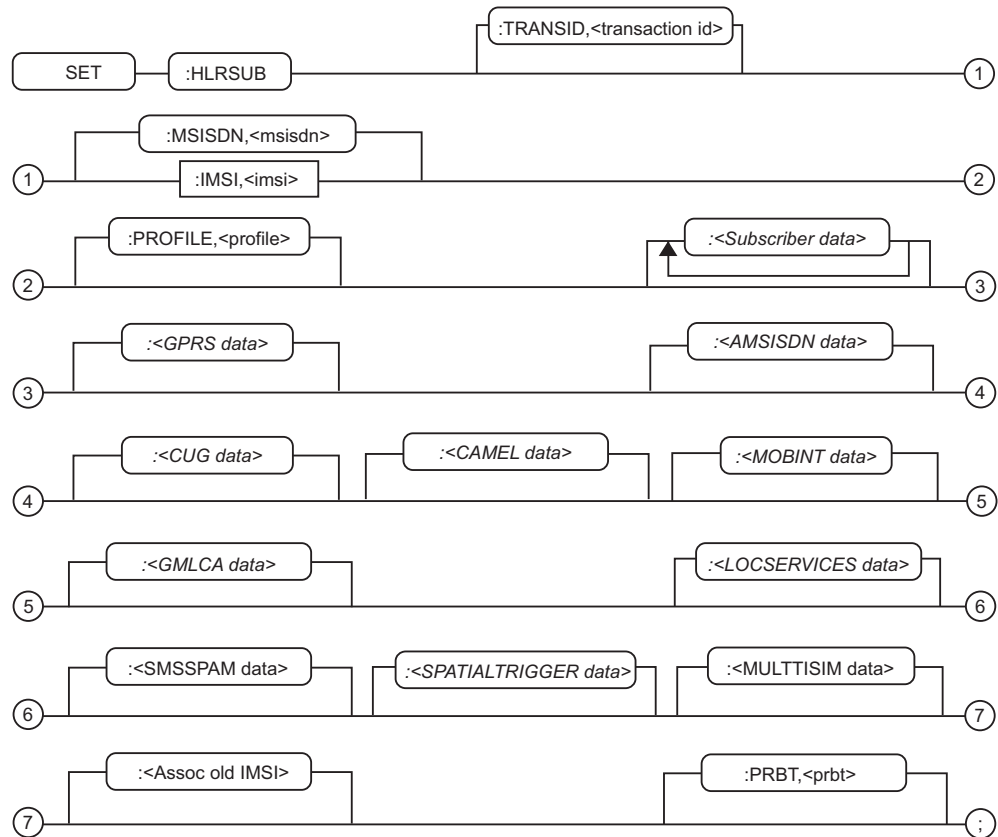 :TRANSID,<transaction id>
SET :HLRSUB 1
:MSISDN,<msisdn>
1 :IMSI,<imsi> 2
:PROFILE,<profile> :<Subscriber data>
2 3
:<GPRS data> :<AMSISDN data>
3 4
:<CUG data> :<CAMEL data> :<MOBINT data>
4 5
:<GMLCA data> :<LOCSERVICES data>
5 6
:<SMSSPAM data> :<SPATIALTRIGGER data> :<MULTTISIM data>
6 7
:<Assoc old IMSI> :PRBT,<prbt>
7 ;